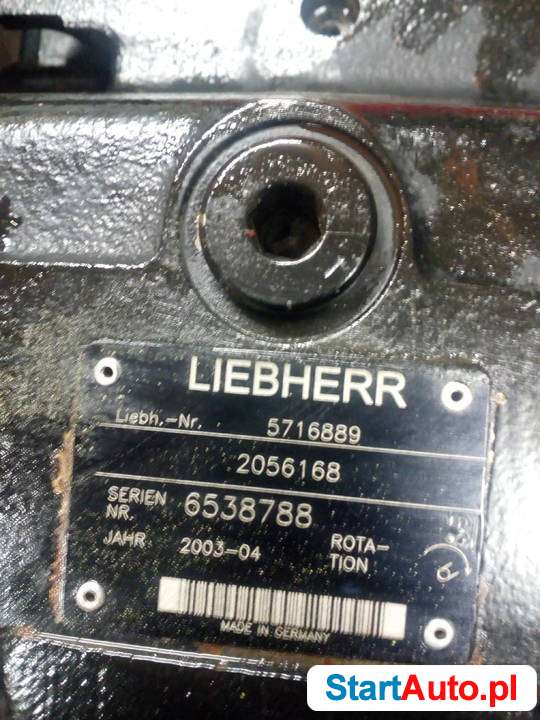 LIEBHERR
Liebh.-Nr. 5716889
2056168
SERIEN NR. 6538788
JAHR 2003-04 ROTA-TION
MADE IN GERMANY
StartAuto.pl